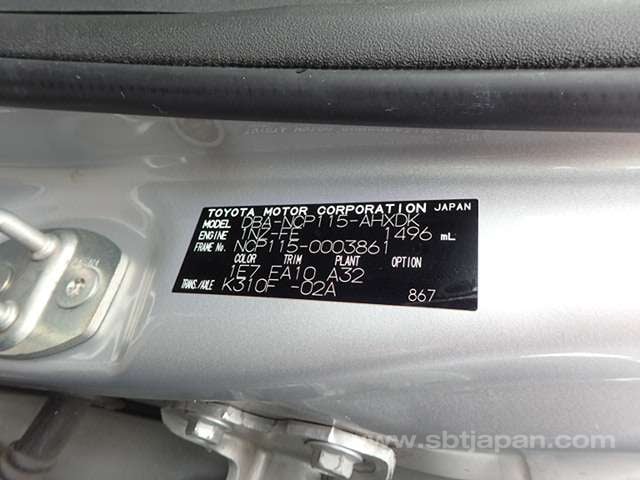 TOYOTA MOTOR CORPORATION JAPAN
MODEL DBA-NCP115-AHXDK
ENGINE 1NZ-FE 1496 mL
FRAME No. NCP115-0003861
COLOR TRIM PLANT OPTION
1E7 FA10 A32
TRANS./AXLE K310F -02A 867
www.sbtjapan.com